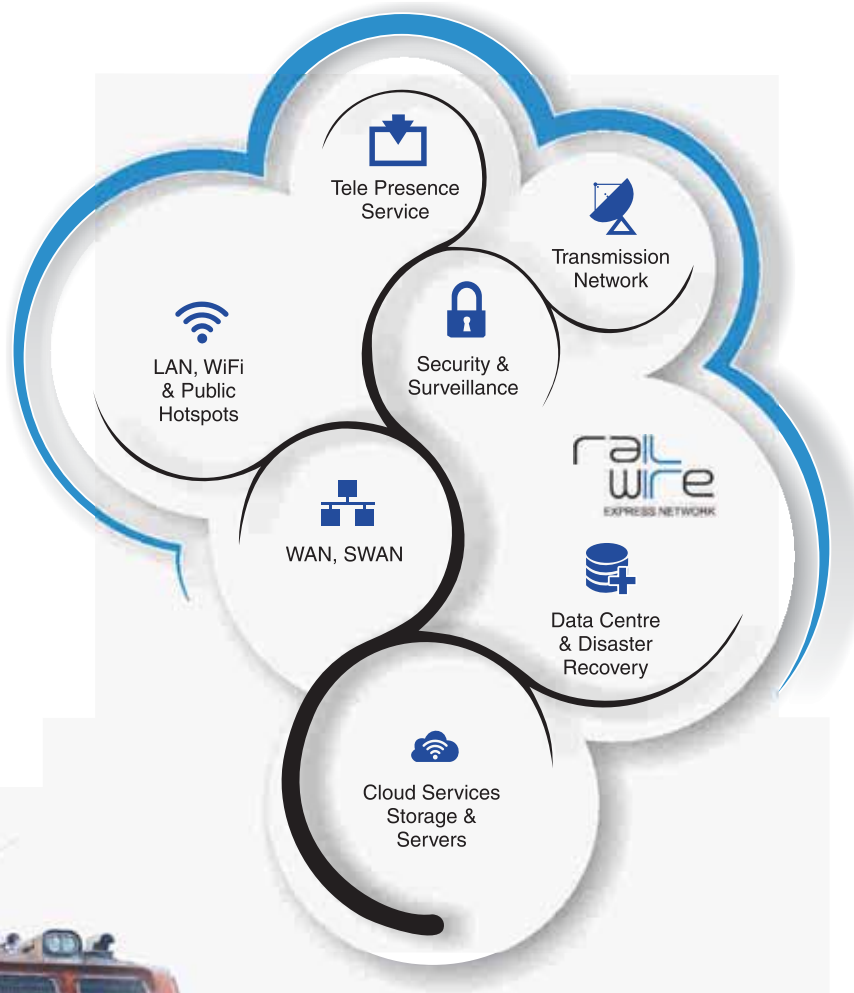 Tele Presence
Service
Transmission
Network
LAN, WiFi
& Public
Hotspots
Security &
Surveillance
rail
wire
EXPRESS NETWORK
WAN, SWAN
Data Centre
& Disaster
Recovery
Cloud Services
Storage &
Servers